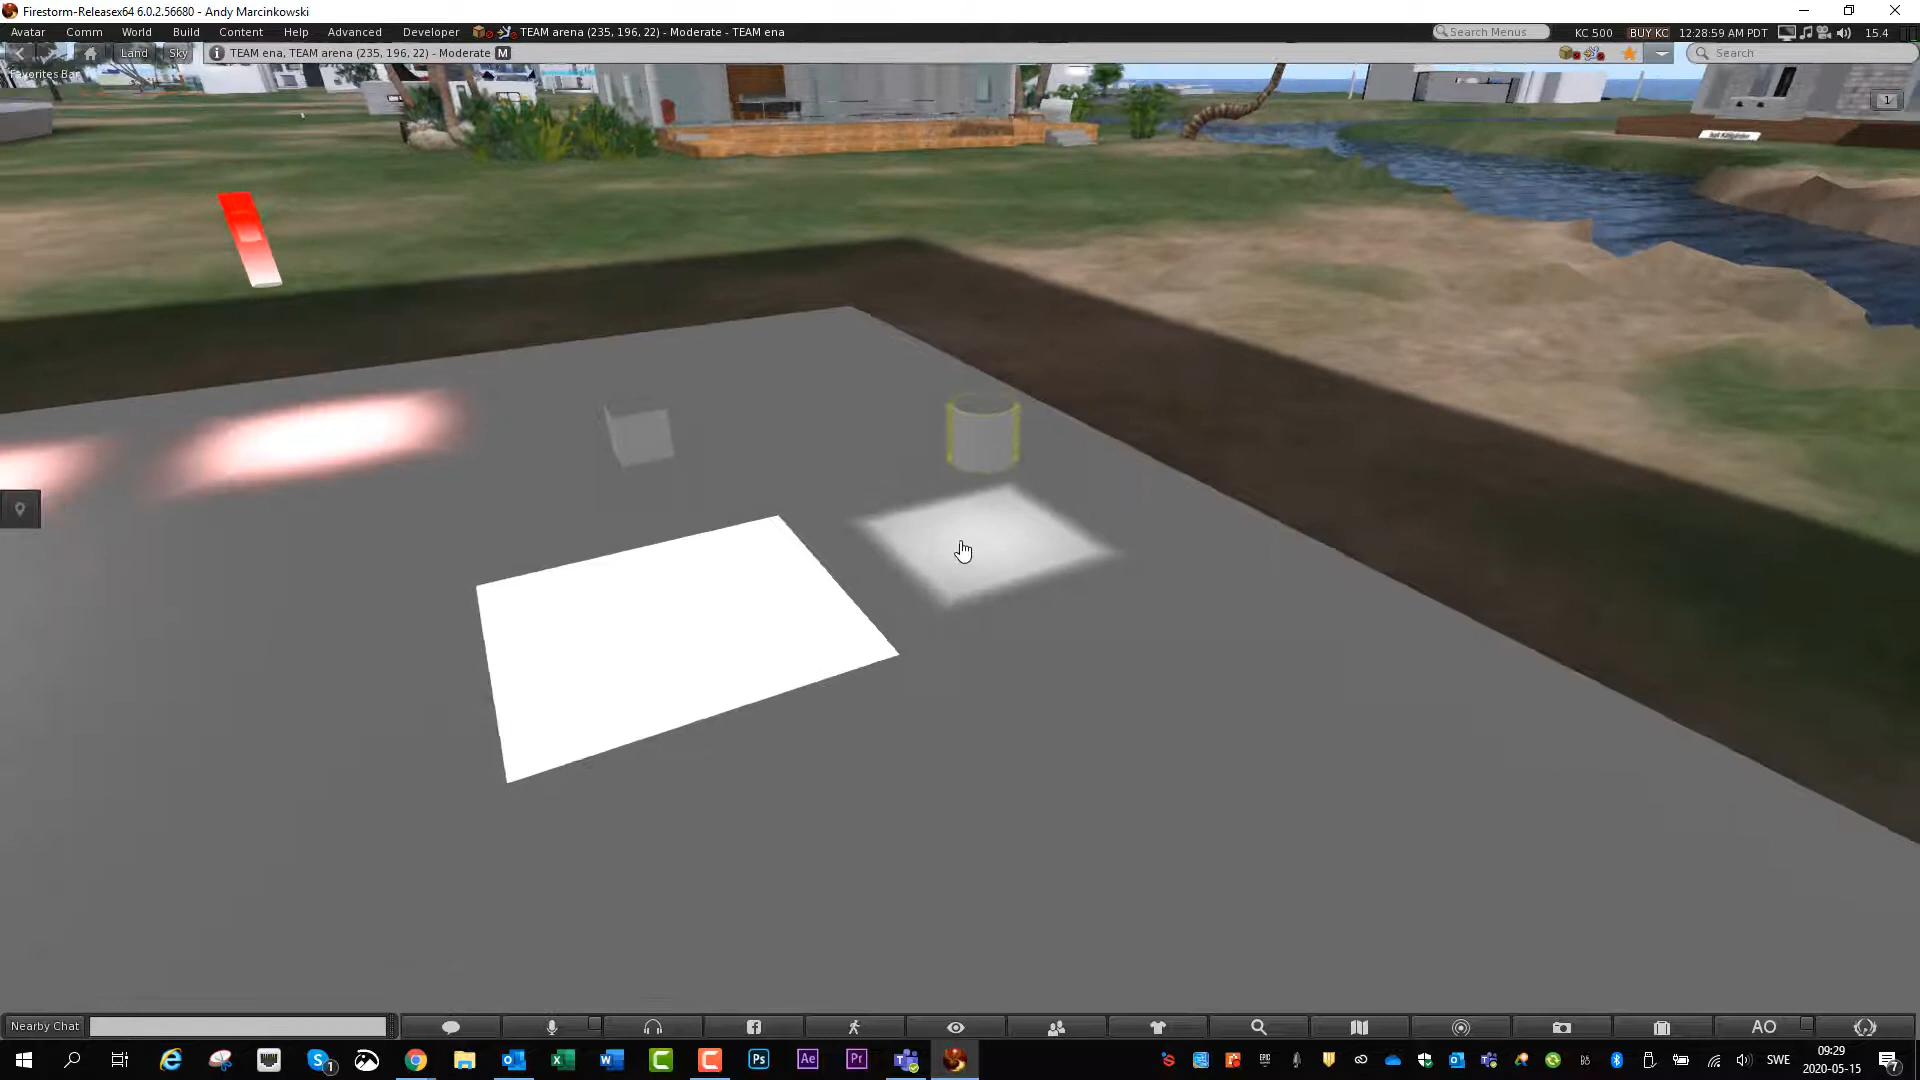 Firestorm-Releasex64 6.0.2.56680 - Andy Marcinkowski
Avatar Comm World Build Content Help Advanced Developer TEAM arena (235, 196, 22) - Moderate - TEAM ena Search Menus KC 500 BUY KC 12:28:59 AM PDT 15.4
Land Sky TEAM ena, TEAM arena (235, 196, 22) - Moderate M Search
Favorites Bar
1
Nearby Chat AO
Ps Ae Pr SWE 09:29
2020-05-15